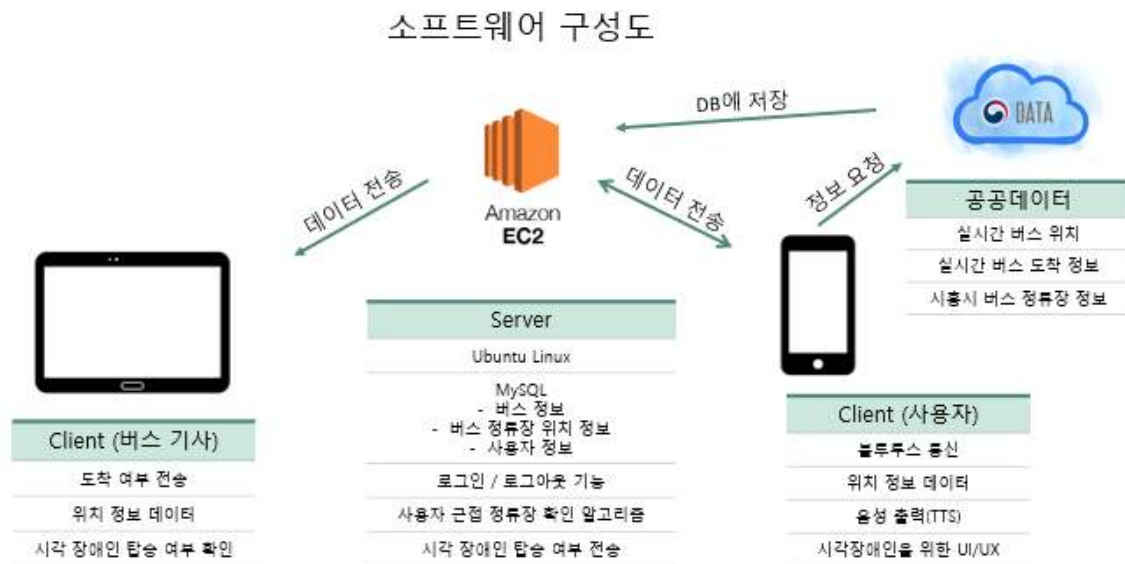 소프트웨어 구성도
DB에 저장
DATA
데이터 전송
Amazon
EC2
데이터 전송
정보 요청
공공데이터
실시간 버스 위치
실시간 버스 도착 정보
시흥시 버스 정류장 정보
Server
Ubuntu Linux
MySQL
- 버스 정보
- 버스 정류장 위치 정보
- 사용자 정보
로그인 / 로그아웃 기능
사용자 근접 정류장 확인 알고리즘
시각 장애인 탑승 여부 전송
Client (버스 기사)
도착 여부 전송
위치 정보 데이터
시각 장애인 탑승 여부 확인
Client (사용자)
블루투스 통신
위치 정보 데이터
음성 출력(TTS)
시각장애인을 위한 UI/UX